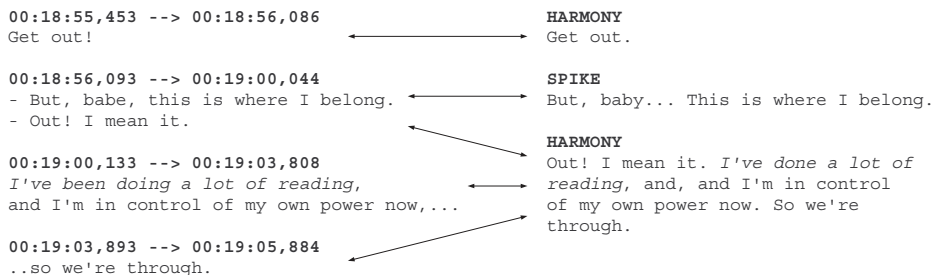 00:18:55,453 --> 00:18:56,086
Get out!
00:18:56,093 --> 00:19:00,044
- But, babe, this is where I belong.
- Out! I mean it.
00:19:00,133 --> 00:19:03,808
I've been doing a lot of reading,
and I'm in control of my own power now,...
00:19:03,893 --> 00:19:05,884
..so we're through.
HARMONY
Get out.
SPIKE
But, baby... This is where I belong.
HARMONY
Out! I mean it. I've done a lot of
reading, and, and I'm in control
of my own power now. So we're
through.